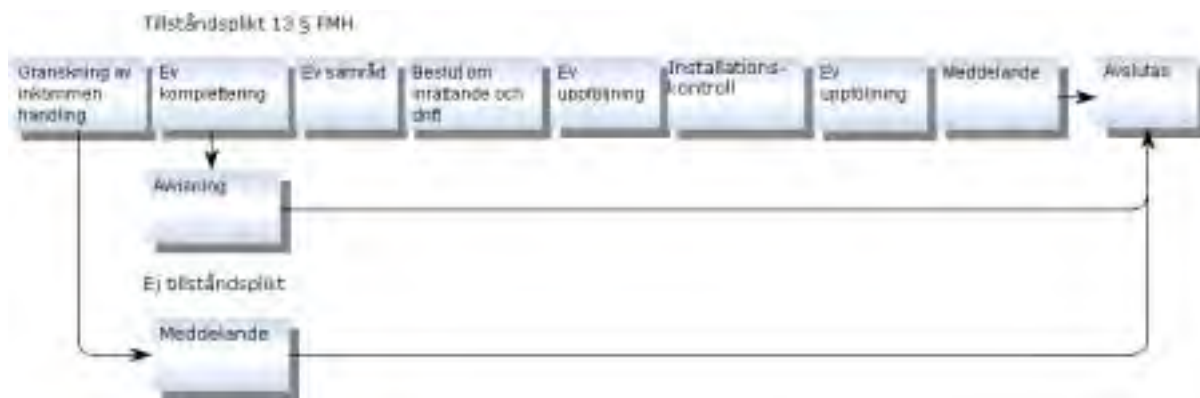 Tillståndsplikt 13 § FMH
Granskning av
inkommen
handling
Ev
komplettering
Ev samråd
Beslut om
inrättande och
drift
Ev
uppföljning
Installations-
kontroll
Ev
uppföljning
Meddelande
Avslutas
Avvisning
Ej tillståndsplikt
Meddelande